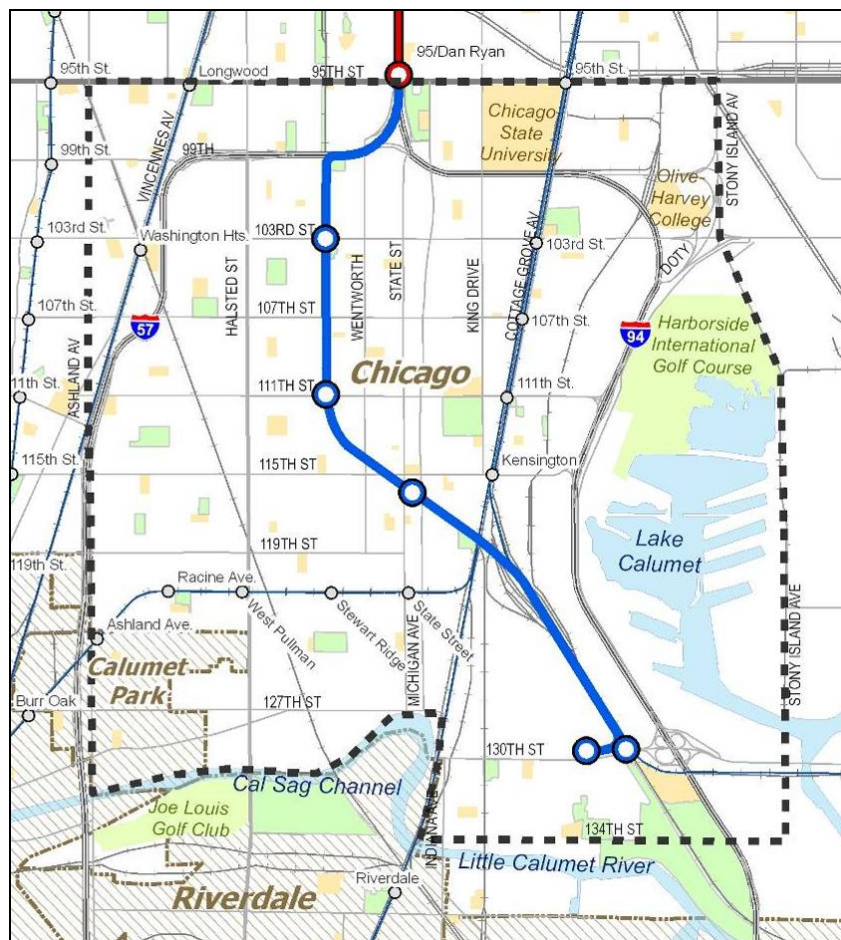 95/Dan Ryan
95th St.
Longwood
95TH ST
95th St.
Chicago
State
University
VINCENNES AV
99TH
99th St.
STONY ISLAND AV
Olive-
Harvey
College
103rd St.
Washington Hts.
103RD ST
103rd St.
HALSTED ST
WENTWORTH
STATE ST
KING DRIVE
COTTAGE GROVE AV
DOTY
107th St.
107TH ST
107th St.
57
94
Harborside
International
Golf Course
ASHLAND AV
Chicago
11th St.
111TH ST
111th St.
115th St.
115TH ST
Kensington
Lake
Calumet
119th St.
119TH ST
Racine Ave.
West Pullman
Stewart Ridge
State Street
MICHIGAN AVE
Ashland Ave.
STONY ISLAND AVE
Calumet
Park
Burr Oak
127TH ST
130TH ST
Cal Sag Channel
Joe Louis
Golf Club
INDIANA AVE
134TH ST
Little Calumet River
Riverdale
Riverdale